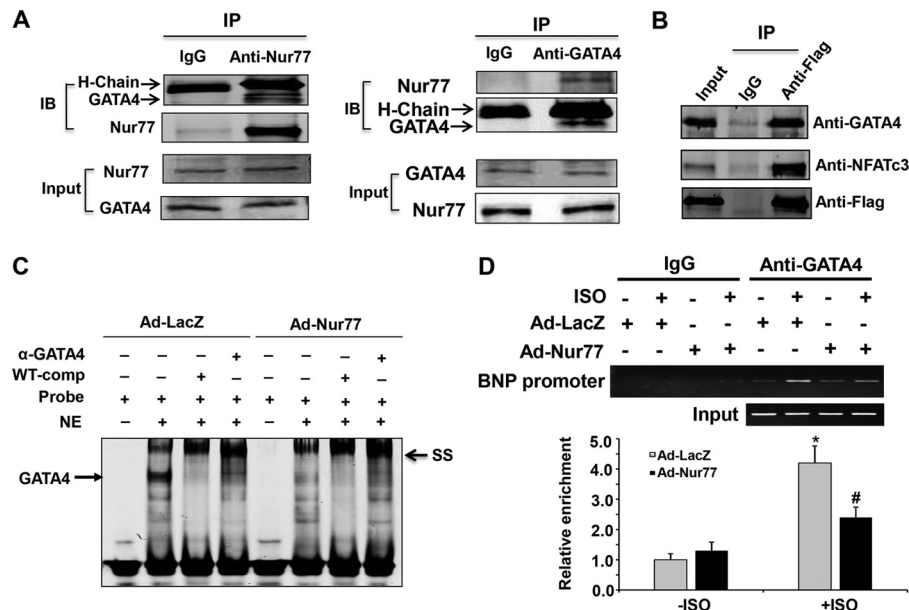 A
IP
IgG Anti-Nur77
H-Chain
GATA4
IB
Nur77
Input
Nur77
GATA4
IP
IgG Anti-GATA4
Nur77
IB
H-Chain
GATA4
Input
GATA4
Nur77
B
IP
Input IgG Anti-Flag
Anti-GATA4
Anti-NFATc3
Anti-Flag
C
Ad-LacZ Ad-Nur77
α-GATA4 – – – + – – – +
WT-comp – – + – – – + –
Probe + + + + + + + +
NE – + + + – + + +
GATA4
SS
D
IgG Anti-GATA4
ISO - + - + - + - +
Ad-LacZ + + - - + + - -
Ad-Nur77 - - + + - - + +
BNP promoter
Input
Relative enrichment
5.0
4.0
3.0
2.0
1.0
0.0
Ad-LacZ
Ad-Nur77
*
#
-ISO +ISO